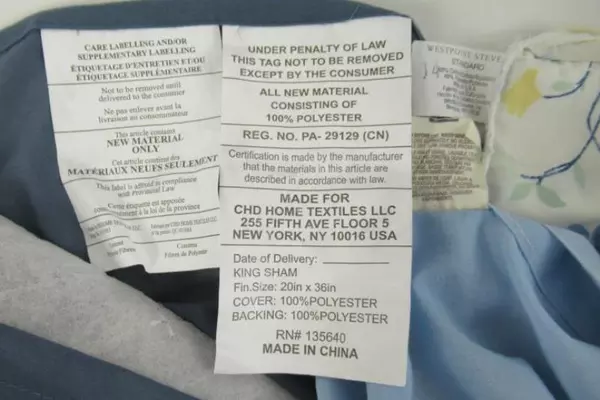 CARE LABELLING AND/OR
SUPPLEMENTARY LABELLING
ÉTIQUETAGE D'ENTRETIEN ET/OU
ÉTIQUETAGE SUPPLÉMENTAIRE
Not to be removed until
delivered to the consumer
Ne pas enlever avant
livraison au consommateur
This article contains
NEW MATERIAL
ONLY
Cet article contient des
MATÉRIAUX NEUFS SEULEMENT
This label is affixed in compliance
with Provincial Law
Cette étiquette est apposée
conformément à la loi de la province
UNDER PENALTY OF LAW
THIS TAG NOT TO BE REMOVED
EXCEPT BY THE CONSUMER
ALL NEW MATERIAL
CONSISTING OF
100% POLYESTER
REG. NO. PA- 29129 (CN)
Certification is made by the manufacturer
that the materials in this article are
described in accordance with law.
MADE FOR
CHD HOME TEXTILES LLC
255 FIFTH AVE FLOOR 5
NEW YORK, NY 10016 USA
Date of Delivery:
KING SHAM
Fin.Size: 20in x 36in
COVER: 100%POLYESTER
BACKING: 100%POLYESTER
RN# 135640
MADE IN CHINA
WESTPOINT STEVE
STANDARD